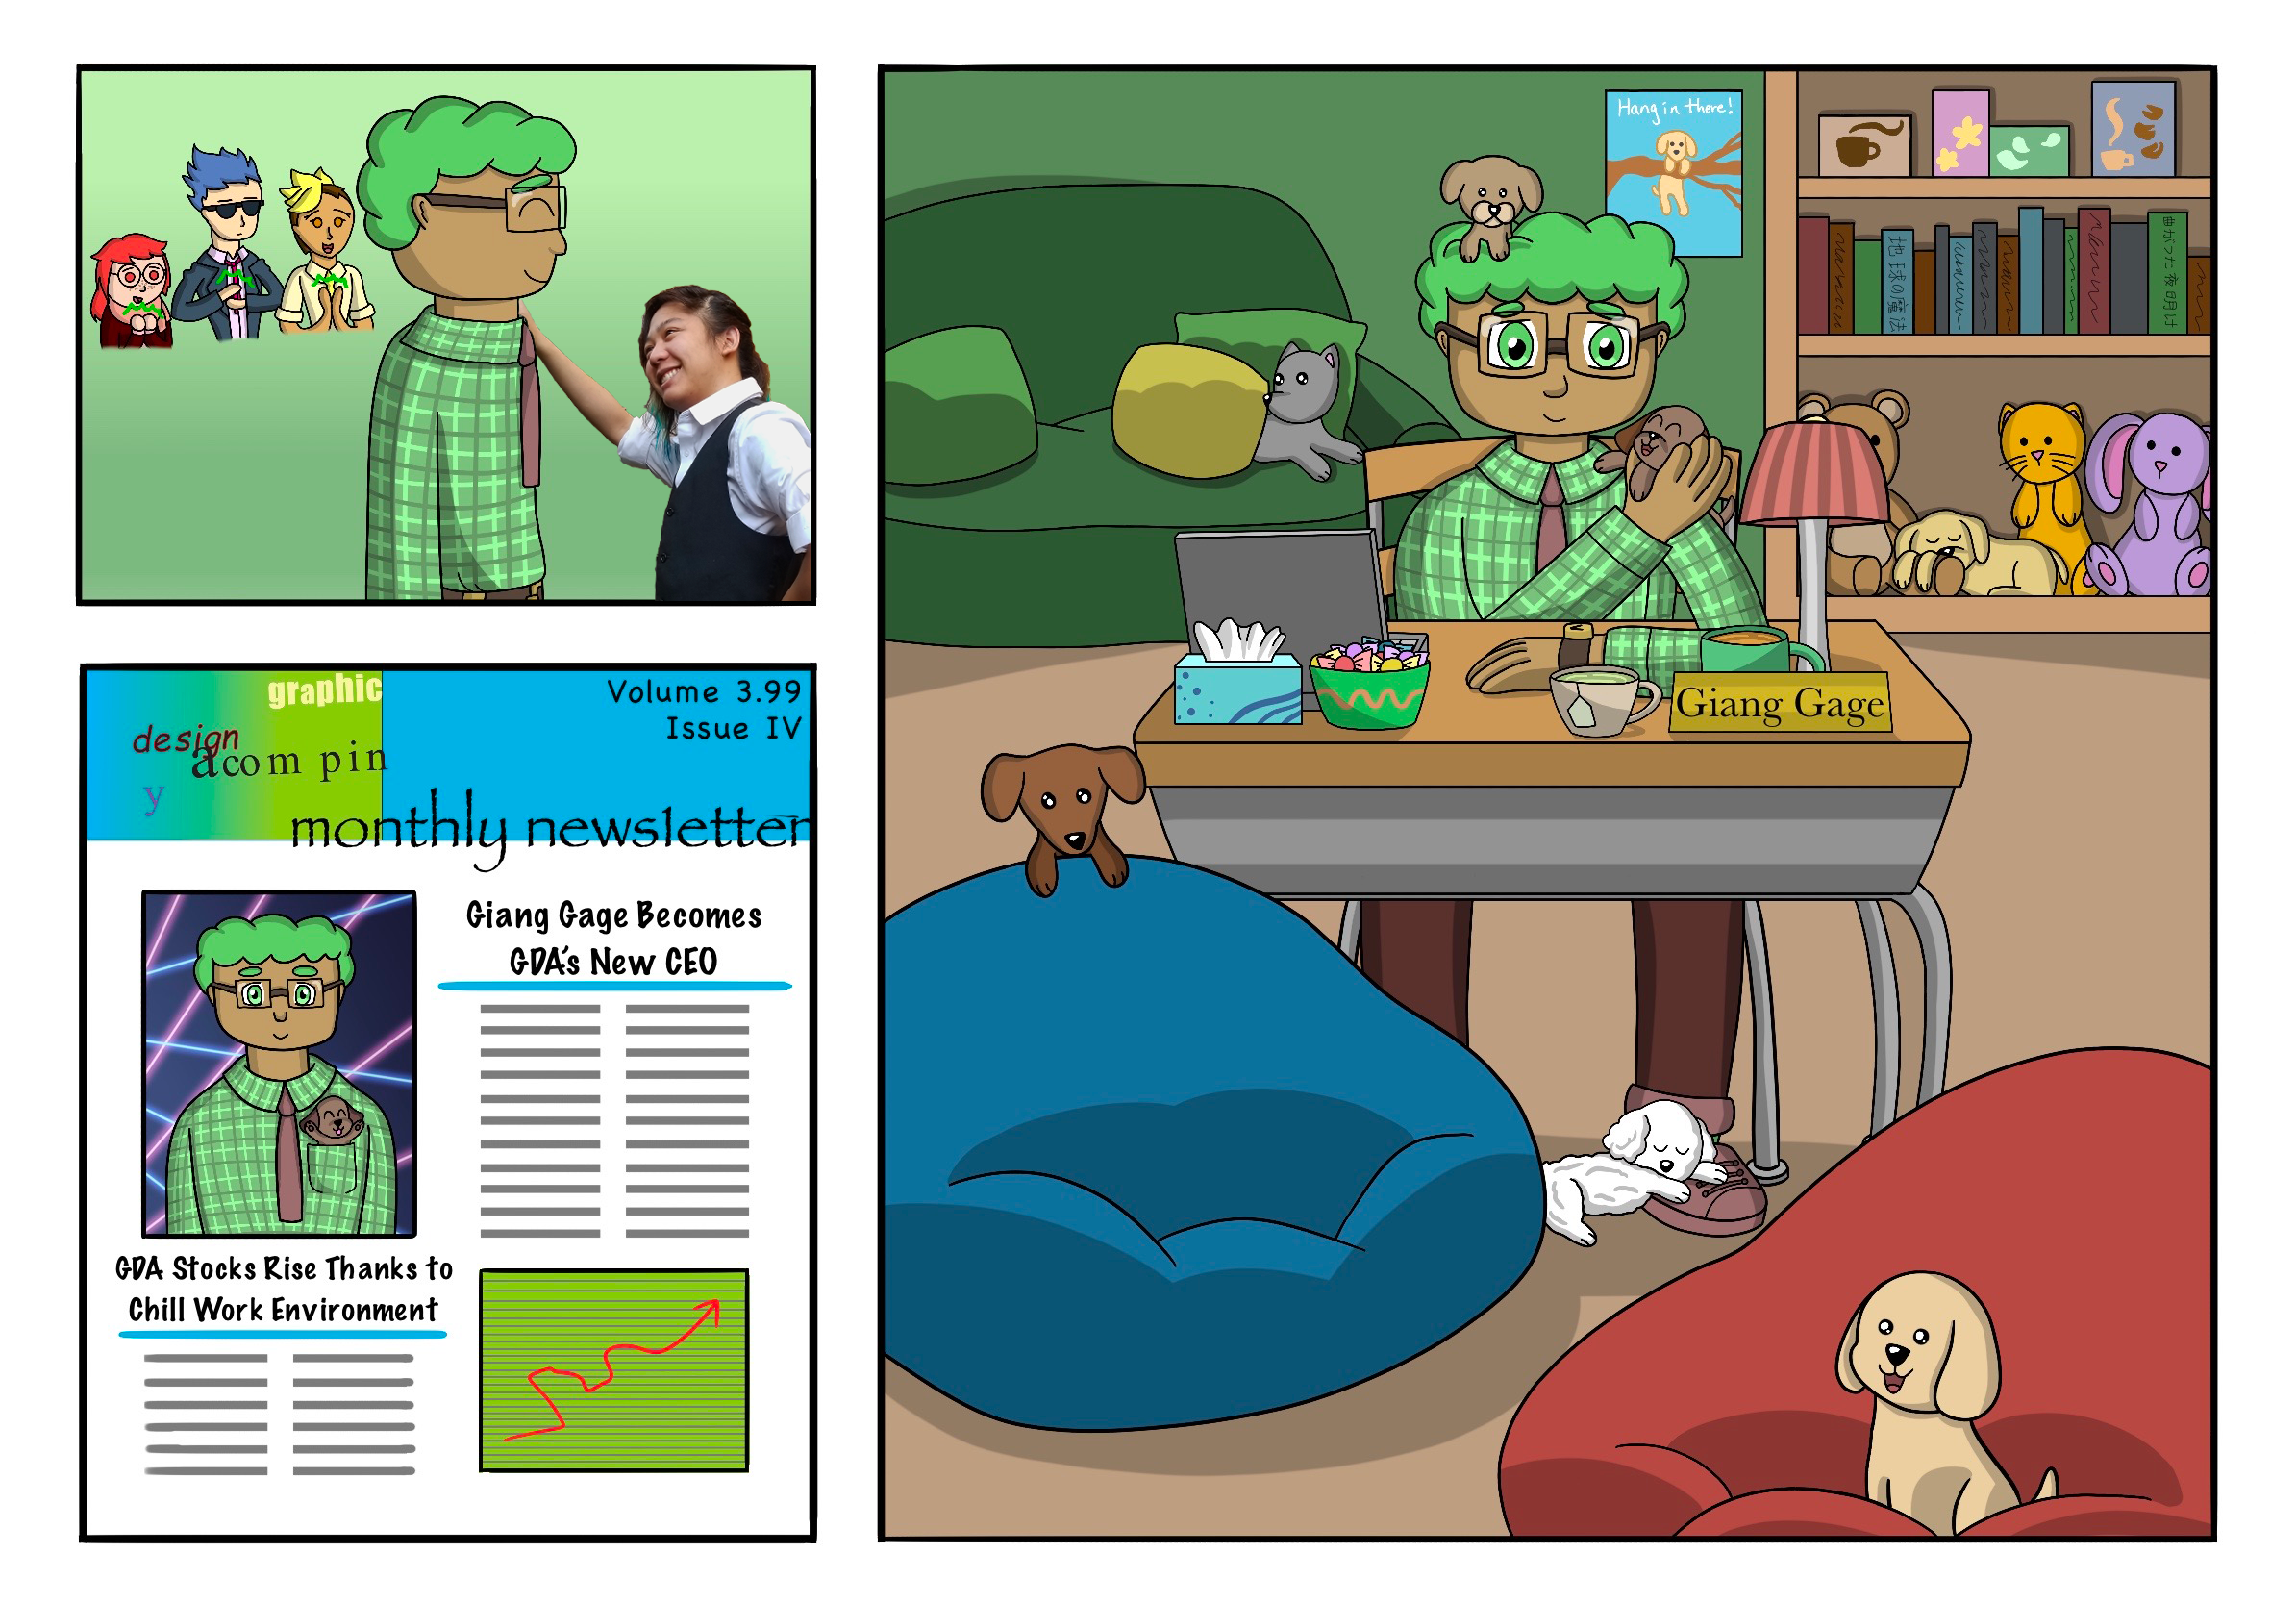 graphic
design
a com pin
y
Volume 3.99
Issue IV
monthly newsletter
Giang Gage Becomes
GDA's New CEO
GDA Stocks Rise Thanks to
Chill Work Environment
Hang in there!
地球の魔法
曲がった夜明け
Giang Gage